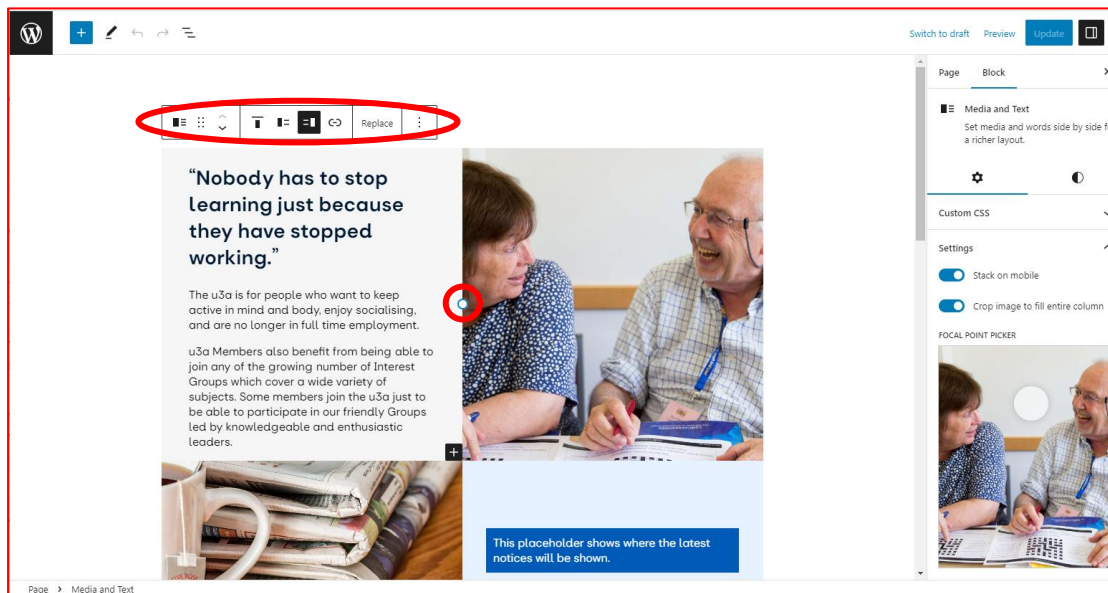 Switch to draft Preview Update
Page Block
Replace
Media and Text
Set media and words side by side
a richer layout.
Custom CSS
Settings
Stack on mobile
Crop image to fill entire column
FOCAL POINT PICKER
“Nobody has to stop
learning just because
they have stopped
working.”
The u3a is for people who want to keep
active in mind and body, enjoy socialising,
and are no longer in full time employment.
u3a Members also benefit from being able to
join any of the growing number of Interest
Groups which cover a wide variety of
subjects. Some members join the u3a just to
be able to participate in our friendly Groups
led by knowledgeable and enthusiastic
leaders.
This placeholder shows where the latest
notices will be shown.
Page > Media and Text